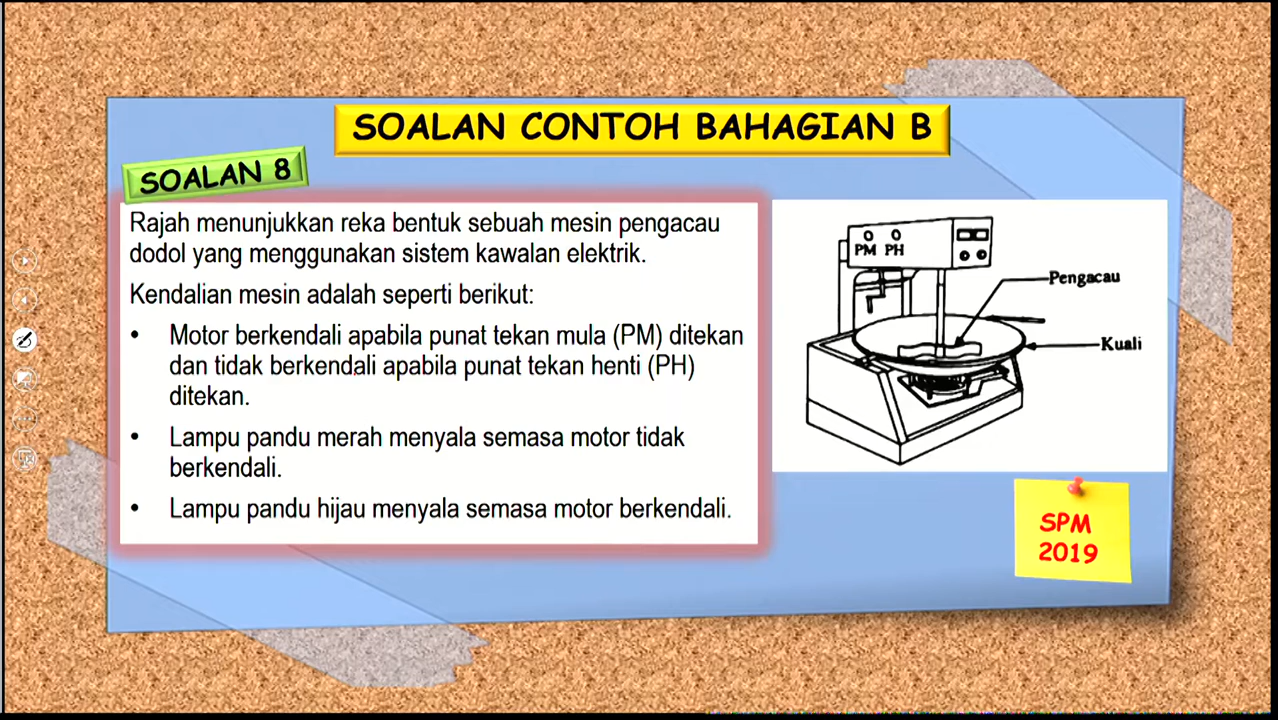 SOALAN CONTOH BAHAGIAN B
SOALAN 8
Rajah menunjukkan reka bentuk sebuah mesin pengacau
dodol yang menggunakan sistem kawalan elektrik.
Kendalian mesin adalah seperti berikut:
• Motor berkendali apabila punat tekan mula (PM) ditekan
dan tidak berkendali apabila punat tekan henti (PH)
ditekan.
• Lampu pandu merah menyala semasa motor tidak
berkendali.
• Lampu pandu hijau menyala semasa motor berkendali.
PM PH
Pengacau
Kuali
SPM
2019